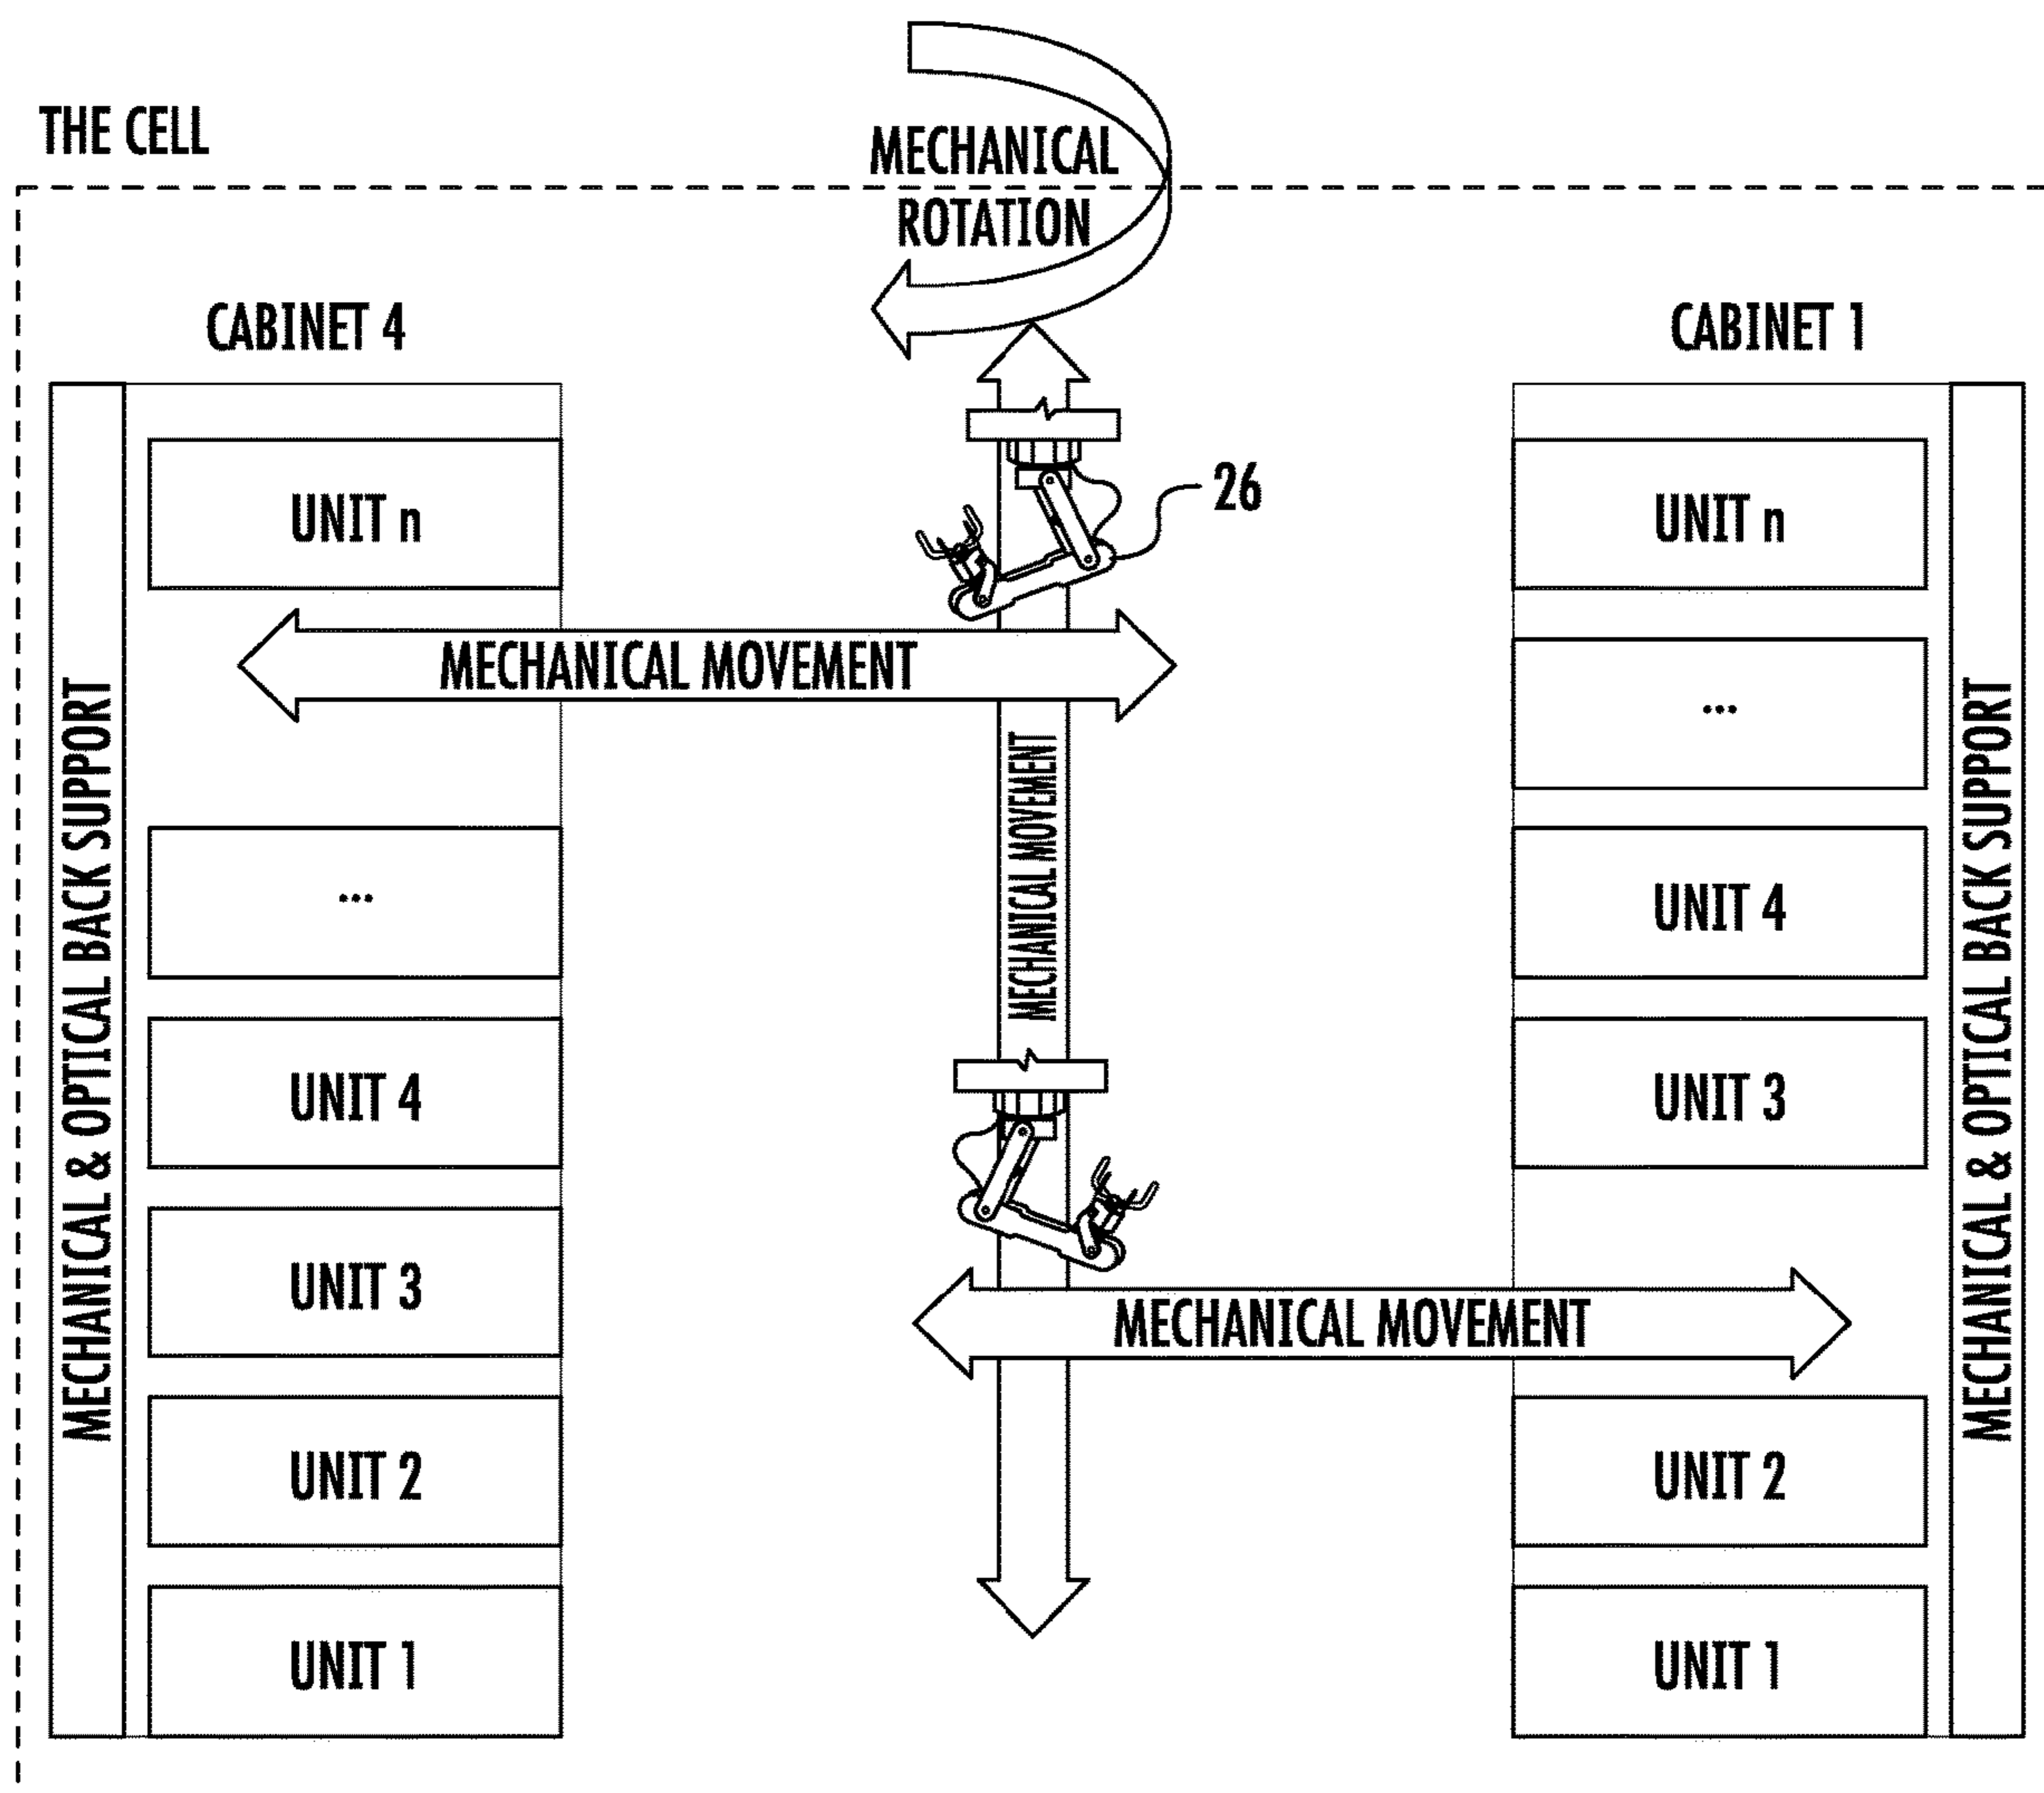 THE CELL
MECHANICAL
ROTATION
CABINET 4
CABINET 1
MECHANICAL & OPTICAL BACK SUPPORT
UNIT n
...
UNIT 4
UNIT 3
UNIT 2
UNIT 1
26
MECHANICAL MOVEMENT
MECHANICAL MOVEMENT
MECHANICAL MOVEMENT
UNIT n
...
UNIT 4
UNIT 3
UNIT 2
UNIT 1
MECHANICAL & OPTICAL BACK SUPPORT